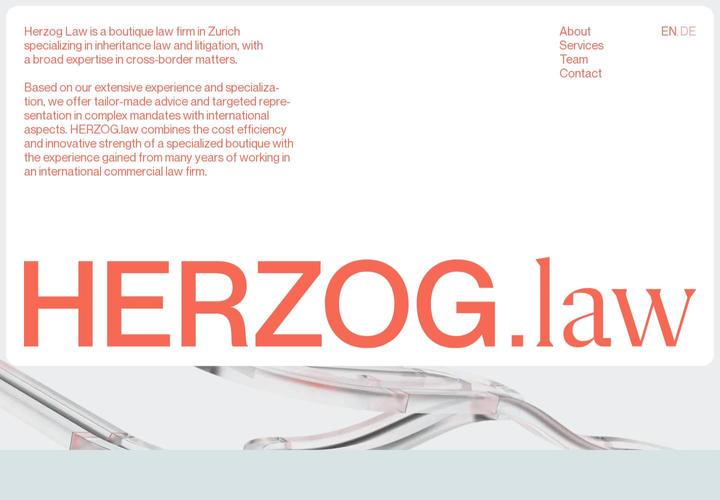 Herzog Law is a boutique law firm in Zurich
specializing in inheritance law and litigation, with
a broad expertise in cross-border matters.
Based on our extensive experience and specializa-
tion, we offer tailor-made advice and targeted repre-
sentation in complex mandates with international
aspects. HERZOG.law combines the cost efficiency
and innovative strength of a specialized boutique with
the experience gained from many years of working in
an international commercial law firm.
About
Services
Team
Contact
EN.DE
HERZOG.law